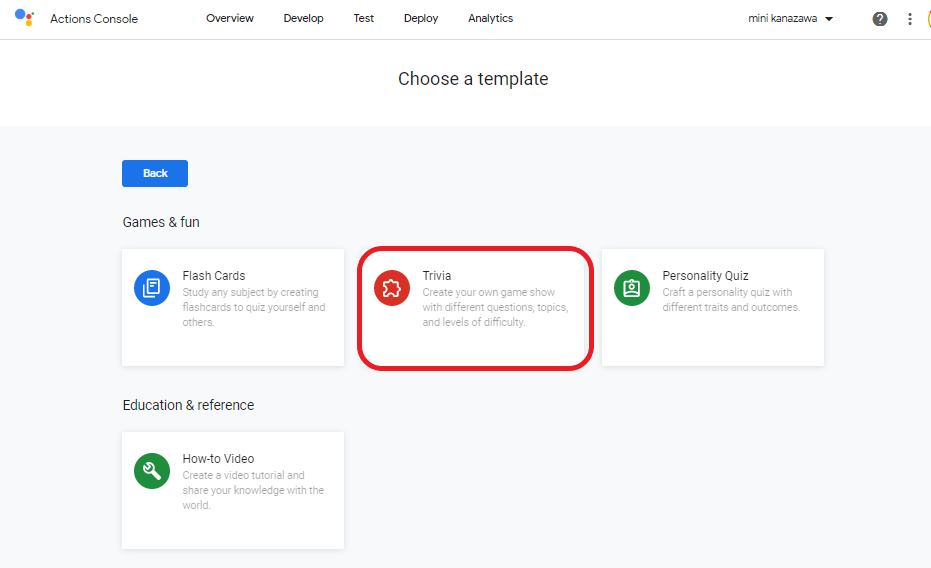 Actions Console Overview Develop Test Deploy Analytics mini kanazawa
Choose a template
Back
Games & fun
Flash Cards
Study any subject by creating
flashcards to quiz yourself and
others.
Trivia
Create your own game show
with different questions, topics,
and levels of difficulty.
Personality Quiz
Craft a personality quiz with
different traits and outcomes.
Education & reference
How-to Video
Create a video tutorial and
share your knowledge with the
world.